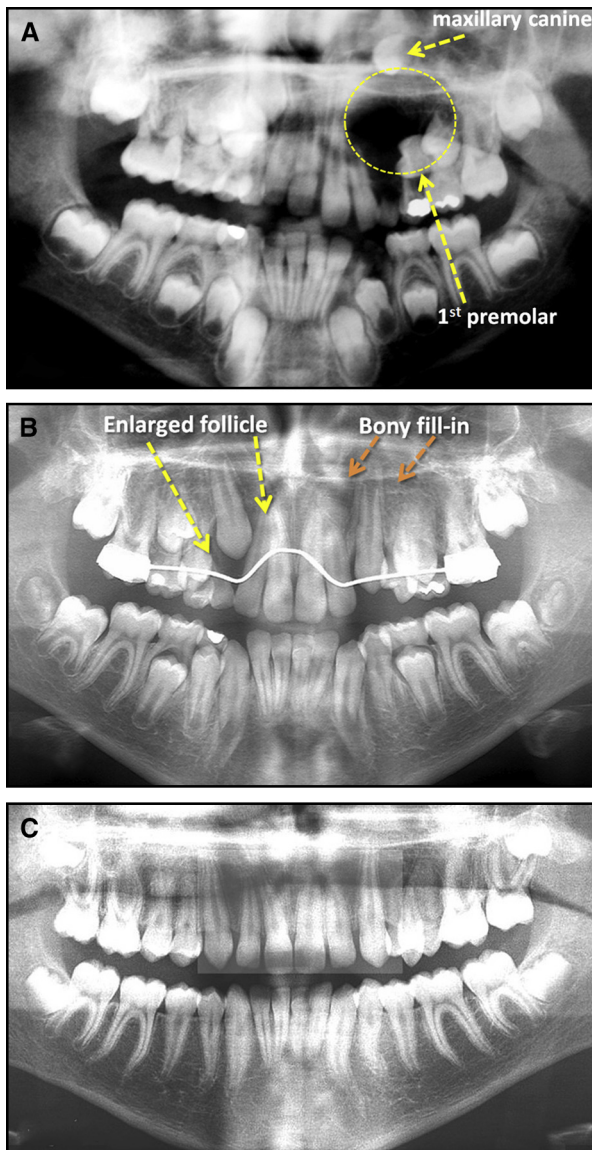 A
maxillary canine
1st premolar
B
Enlarged follicle
Bony fill-in
C